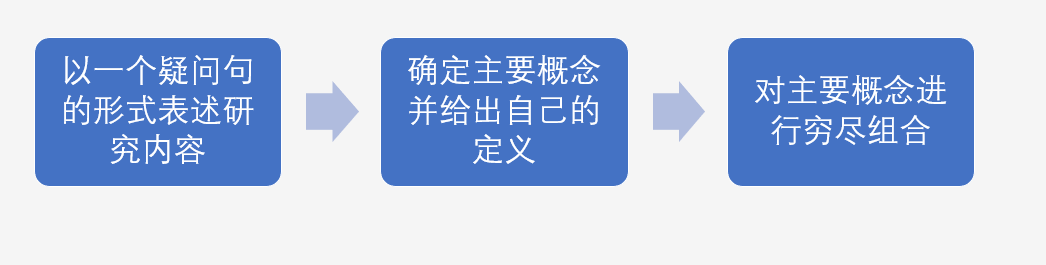 以一个疑问句
的形式表述研
究内容
确定主要概念
并给出自己的
定义
对主要概念进
行穷尽组合